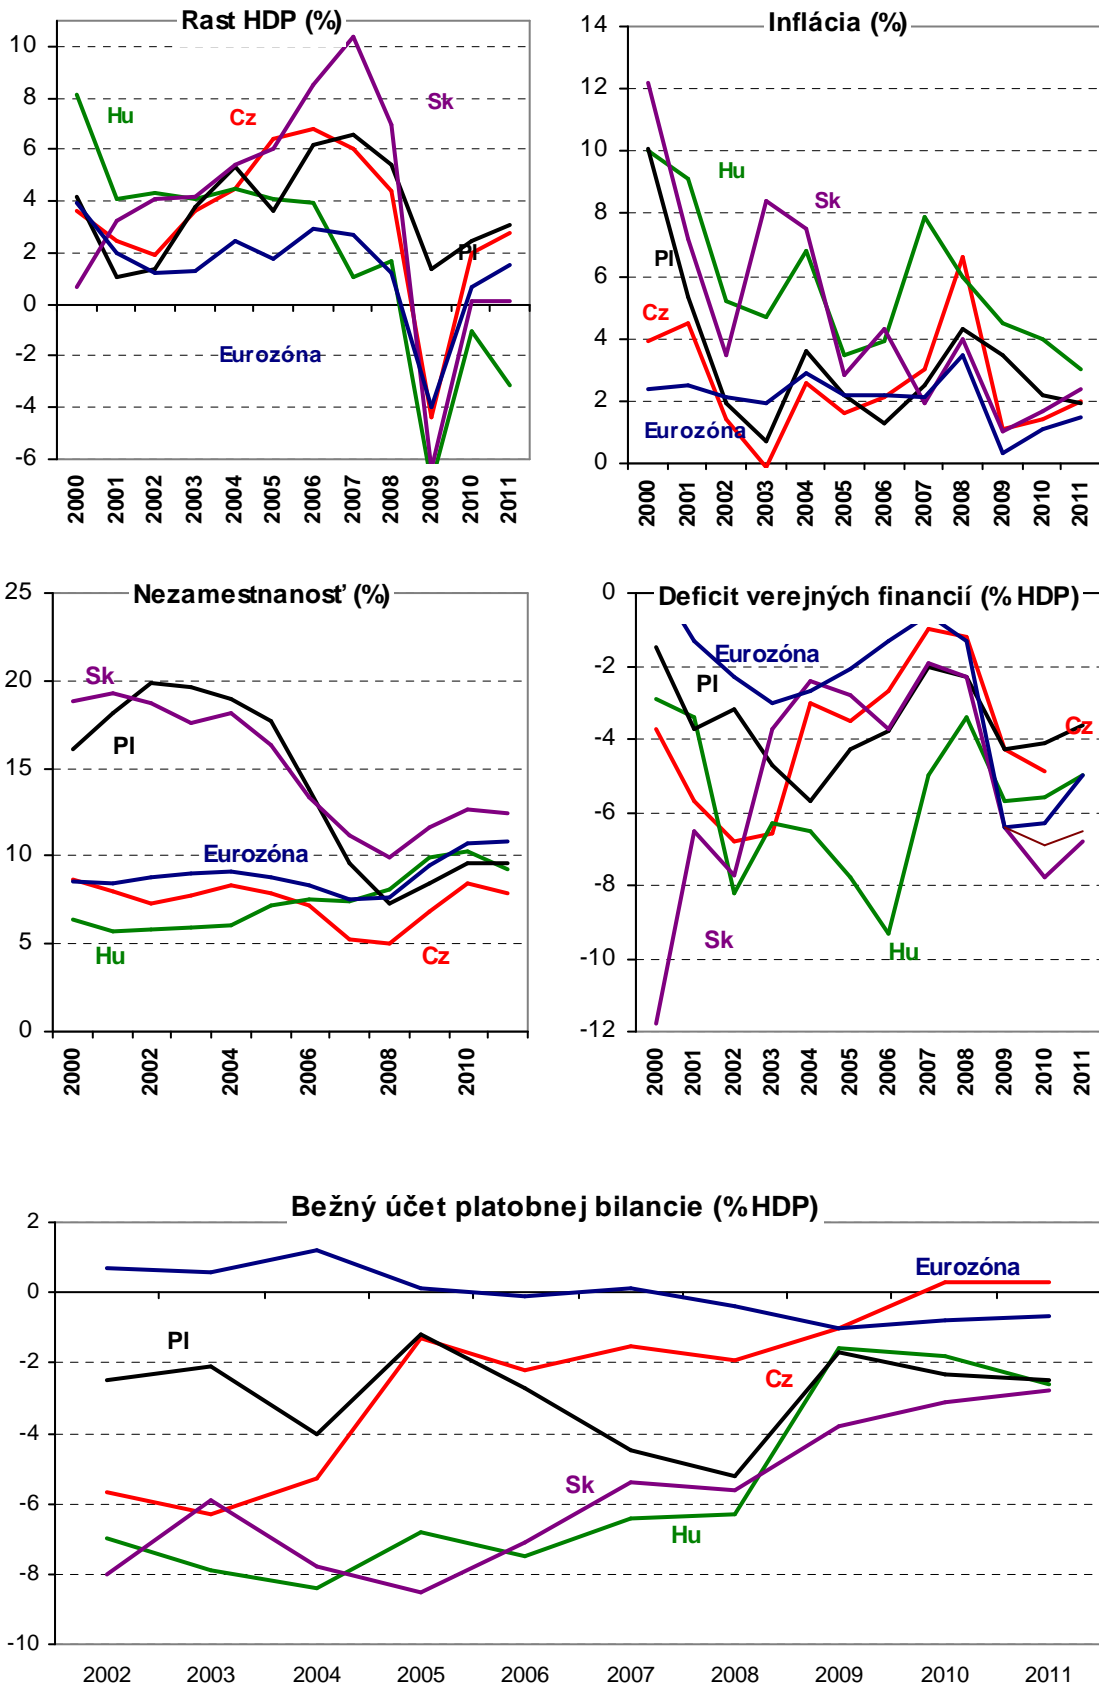 Rast HDP (%)
10
8
6
4
2
0
-2
-4
-6
Hu
Cz
Sk
Pl
Eurozóna
2000
2001
2002
2003
2004
2005
2006
2007
2008
2009
2010
2011
Inflácia (%)
14
12
10
8
6
4
2
0
Hu
Sk
Pl
Cz
Eurozóna
2000
2001
2002
2003
2004
2005
2006
2007
2008
2009
2010
2011
Nezamestnanosť (%)
25
20
15
10
5
0
Sk
Pl
Eurozóna
Hu
Cz
2000
2002
2004
2006
2008
2010
Deficit verejných financií (% HDP)
-0
-2
-4
-6
-8
-10
-12
Eurozóna
Pl
Cz
Sk
Hu
2000
2001
2002
2003
2004
2005
2006
2007
2008
2009
2010
2011
Bežný účet platobnej bilancie (% HDP)
2
0
-2
-4
-6
-8
-10
Eurozóna
Pl
Cz
Sk
Hu
2002
2003
2004
2005
2006
2007
2008
2009
2010
2011